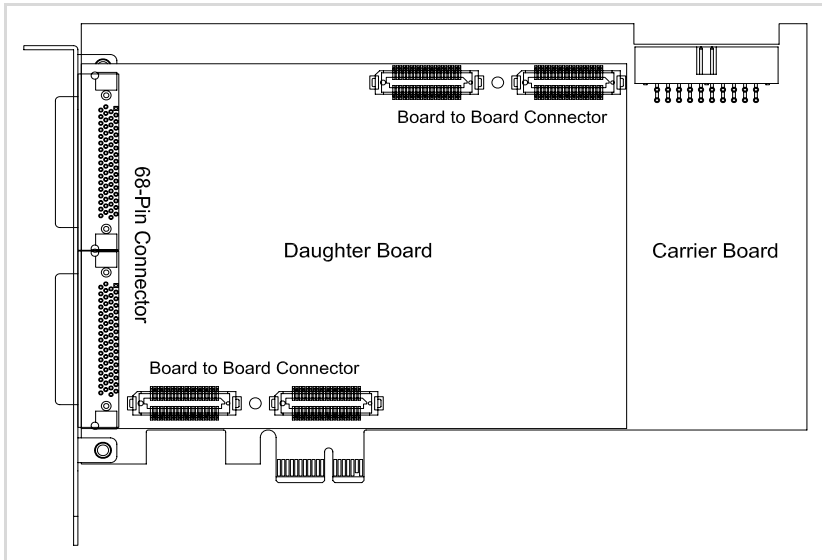 Board to Board Connector
68-Pin Connector
Daughter Board
Carrier Board
Board to Board Connector